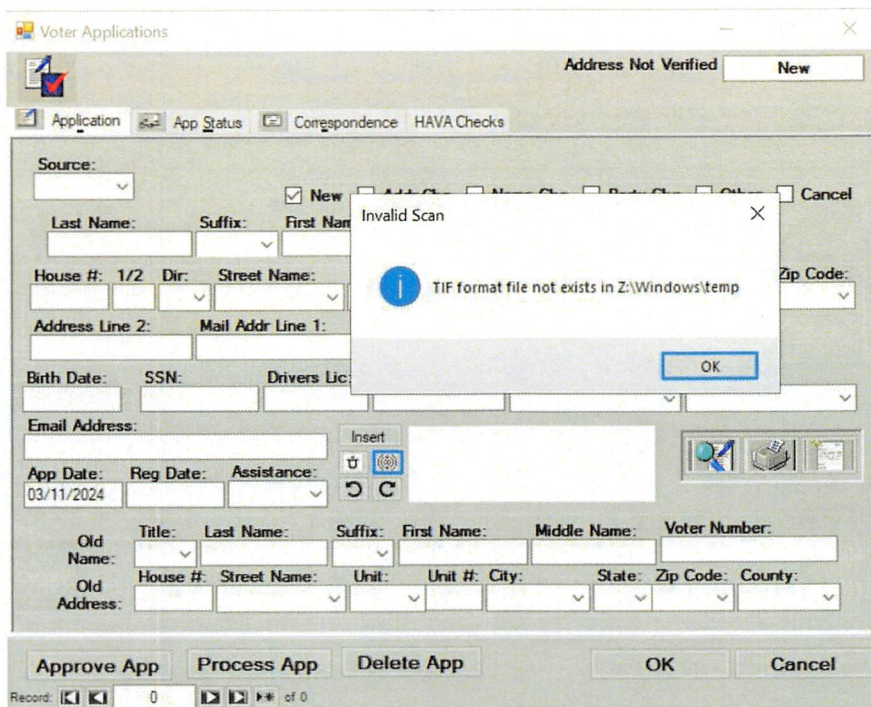 Voter Applications
Address Not Verified New
Application App Status Correspondence HAVA Checks
Source:
New Cancel
Last Name: Suffix: First Nam
Invalid Scan
TIF format file not exists in Z:\Windows\temp
OK
House #: 1/2 Dir: Street Name: Zip Code:
Address Line 2: Mail Addr Line 1:
Birth Date: SSN: Drivers Lic:
Email Address:
Insert
App Date: Reg Date: Assistance:
03/11/2024
Old Name: Title: Last Name: Suffix: First Name: Middle Name: Voter Number:
Old Address: House #: Street Name: Unit: Unit #: City: State: Zip Code: County:
Approve App Process App Delete App OK Cancel
Record: 0 of 0